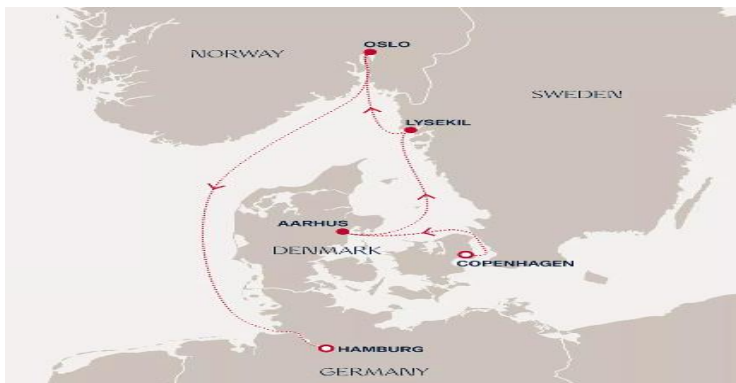 OSLO
NORWAY
SWEDEN
LYSEKIL
AARHUS
DENMARK
COPENHAGEN
HAMBURG
GERMANY